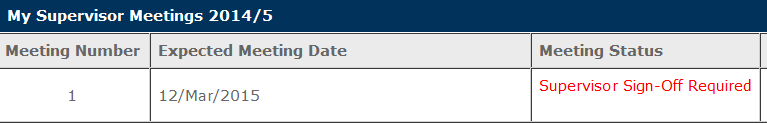 My Supervisor Meetings 2014/5
Meeting Number Expected Meeting Date Meeting Status
1 12/Mar/2015 Supervisor Sign-Off Required